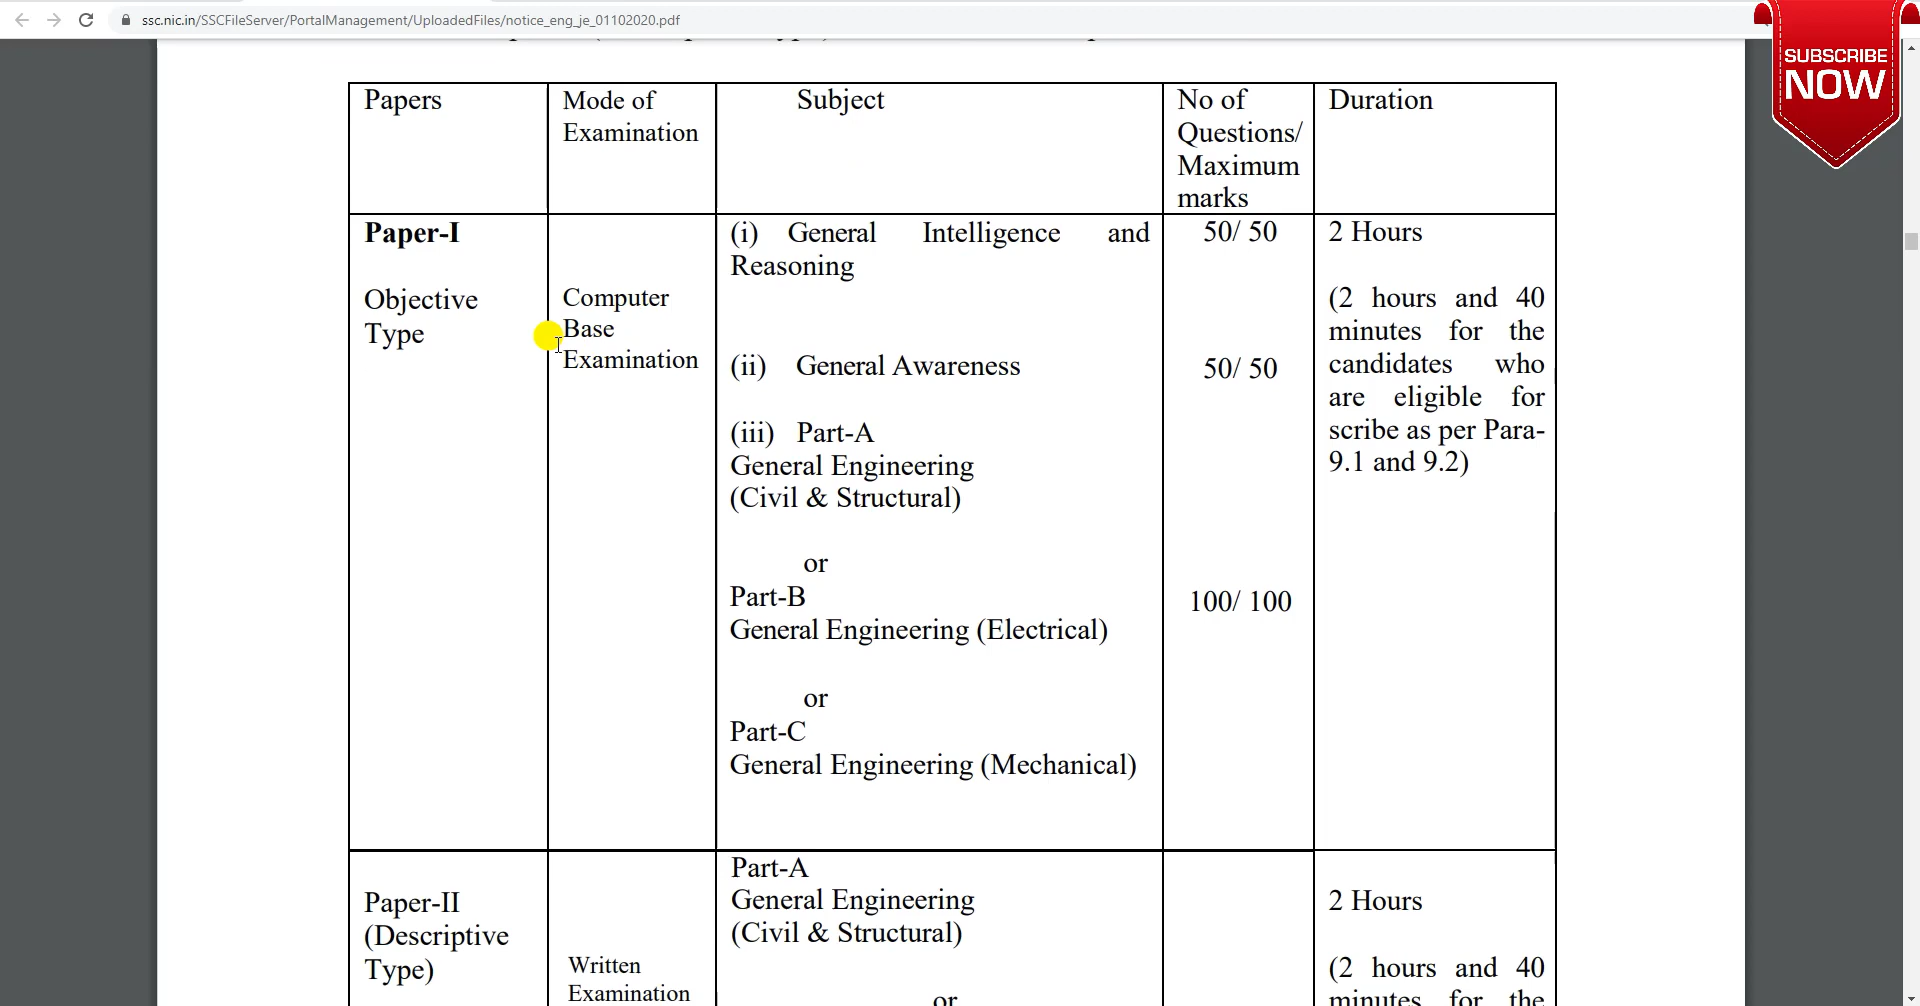 ssc.nic.in/SSCFileServer/PortalManagement/UploadedFiles/notice_eng_je_01102020.pdf
SUBSCRIBE
NOW
Papers
Mode of
Examination
Subject
No of
Questions/
Maximum
marks
Duration
Paper-I
Objective
Type
Computer
Base
Examination
(i) General Intelligence and
Reasoning
(ii) General Awareness
(iii) Part-A
General Engineering
(Civil & Structural)
or
Part-B
General Engineering (Electrical)
or
Part-C
General Engineering (Mechanical)
50/ 50
50/ 50
100/ 100
2 Hours
(2 hours and 40
minutes for the
candidates who
are eligible for
scribe as per Para-
9.1 and 9.2)
Paper-II
(Descriptive
Type)
Written
Examination
Part-A
General Engineering
(Civil & Structural)
or
2 Hours
(2 hours and 40
minutes for the